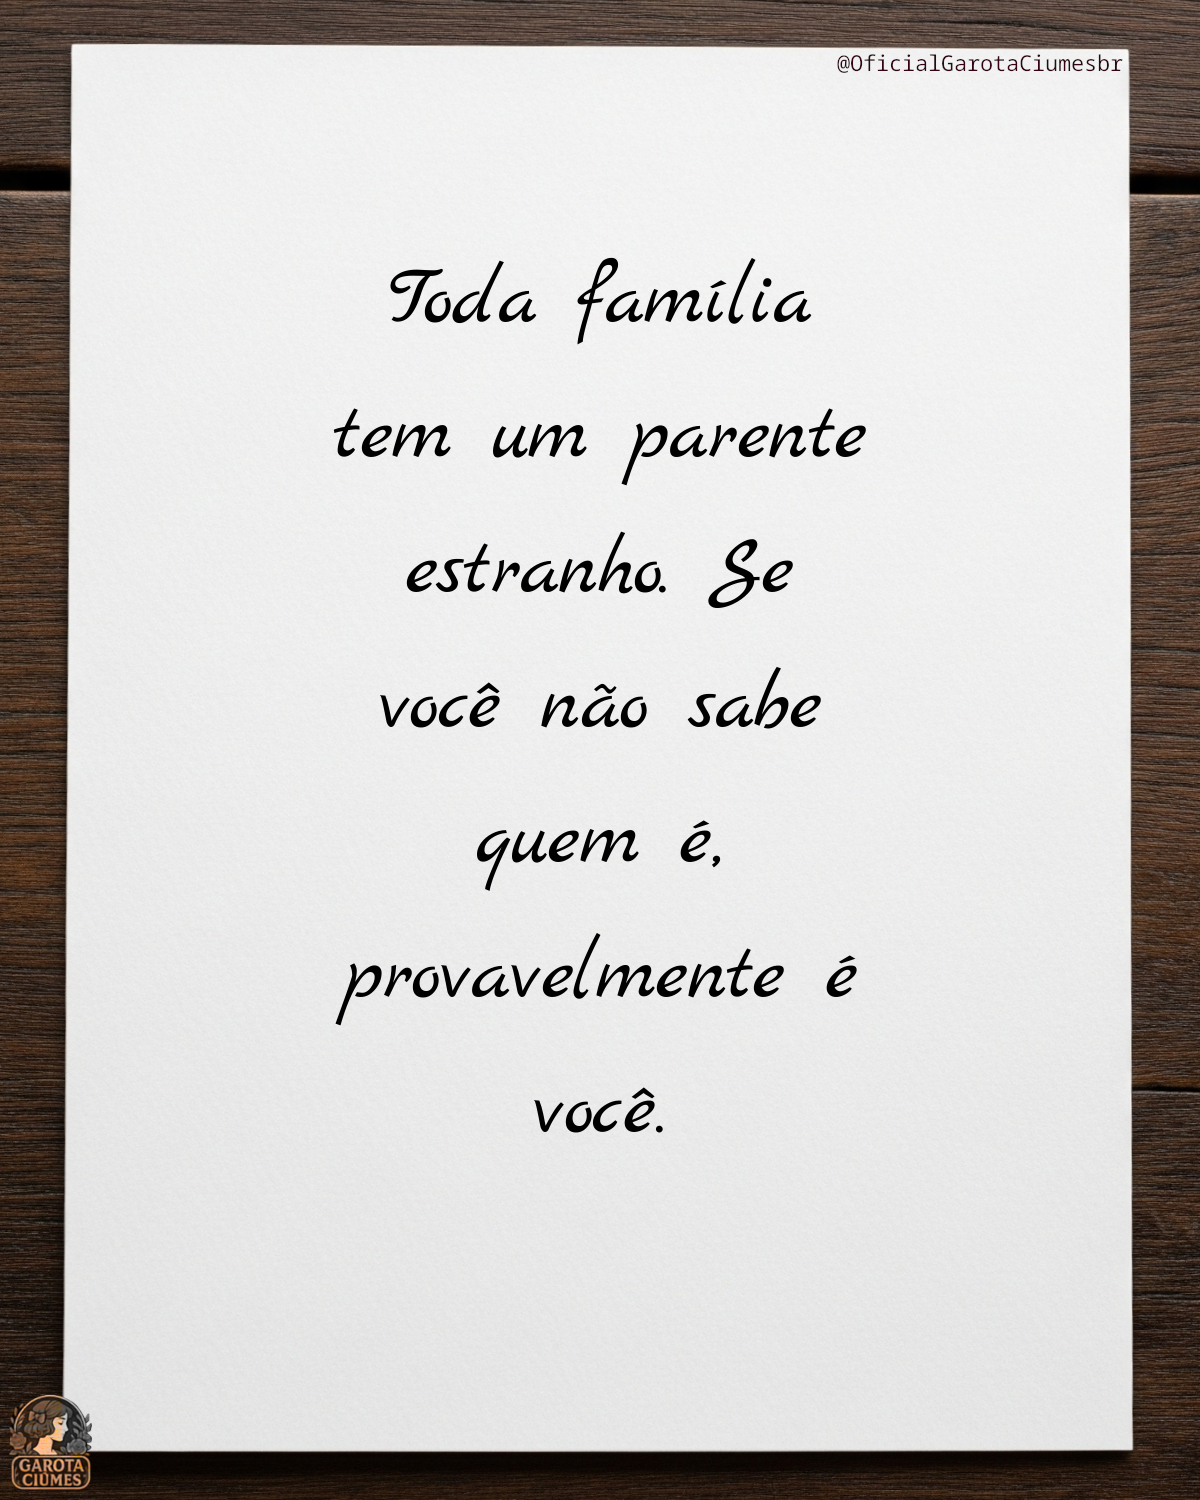 @OficialGarotaCiumesbr
Toda família
tem um parente
estranho. Se
você não sabe
quem é,
provavelmente é
você.
GAROTA
CIÚMES